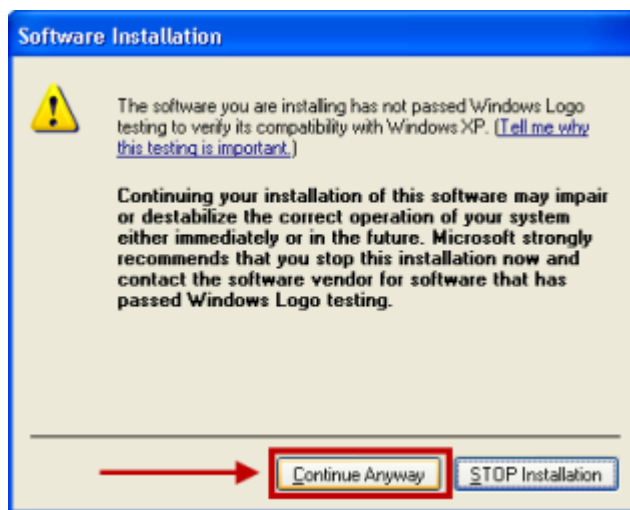 Software Installation
The software you are installing has not passed Windows Logo
testing to verify its compatibility with Windows XP. (Tell me why
this testing is important.)
Continuing your installation of this software may impair
or destabilize the correct operation of your system
either immediately or in the future. Microsoft strongly
recommends that you stop this installation now and
contact the software vendor for software that has
passed Windows Logo testing.
Continue Anyway STOP Installation